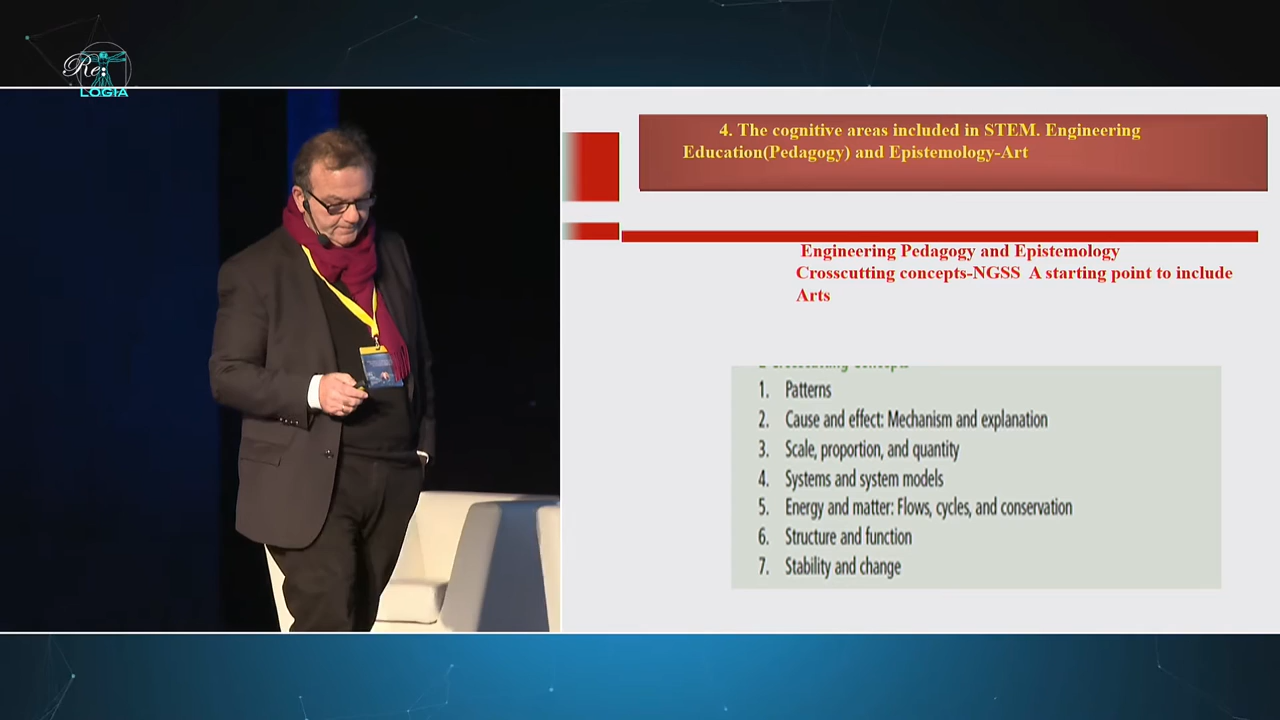 Re:
LOGIA
4. The cognitive areas included in STEM. Engineering
Education(Pedagogy) and Epistemology-Art
Engineering Pedagogy and Epistemology
Crosscutting concepts-NGSS A starting point to include
Arts
Crosscutting Concepts
1. Patterns
2. Cause and effect: Mechanism and explanation
3. Scale, proportion, and quantity
4. Systems and system models
5. Energy and matter: Flows, cycles, and conservation
6. Structure and function
7. Stability and change